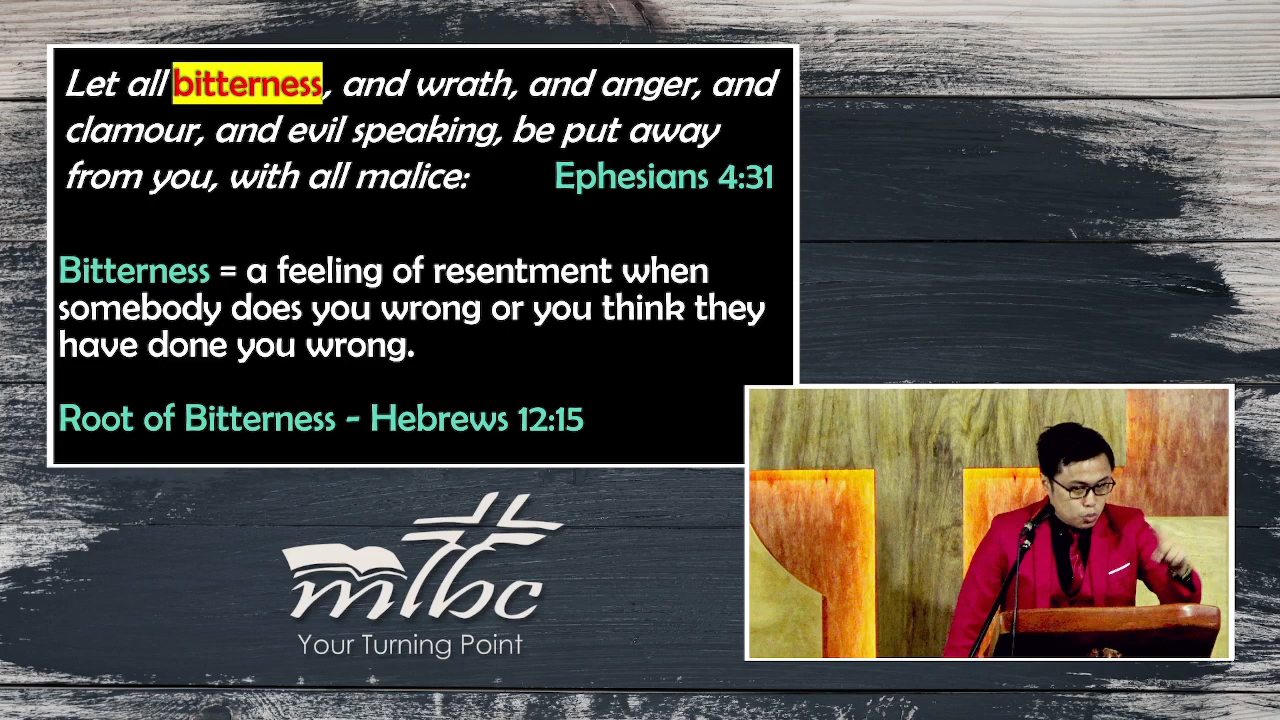 Let all bitterness, and wrath, and anger, and
clamour, and evil speaking, be put away
from you, with all malice: Ephesians 4:31
Bitterness = a feeling of resentment when
somebody does you wrong or you think they
have done you wrong.
Root of Bitterness - Hebrews 12:15
mlbc
Your Turning Point